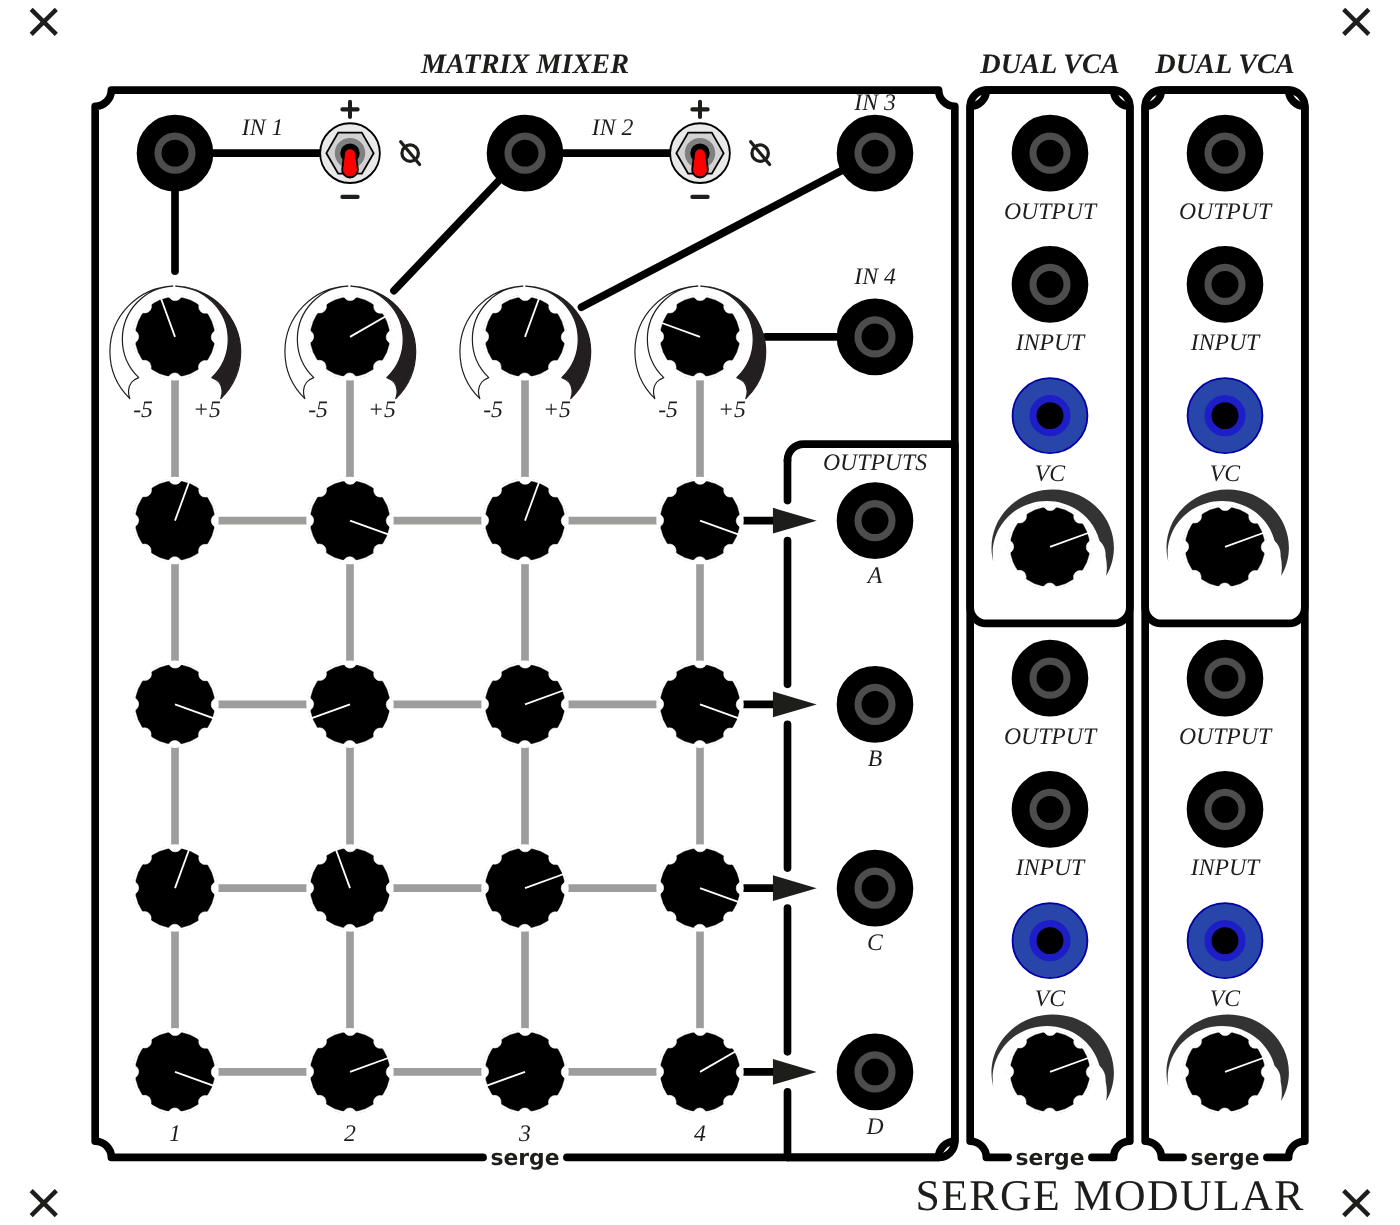 MATRIX MIXER
DUAL VCA
DUAL VCA
IN 1
+
Ø
−
IN 2
+
Ø
−
IN 3
IN 4
-5 +5
-5 +5
-5 +5
-5 +5
OUTPUTS
A
B
C
D
1 2 3 4
serge
OUTPUT
INPUT
VC
OUTPUT
INPUT
VC
serge
OUTPUT
INPUT
VC
OUTPUT
INPUT
VC
serge
SERGE MODULAR